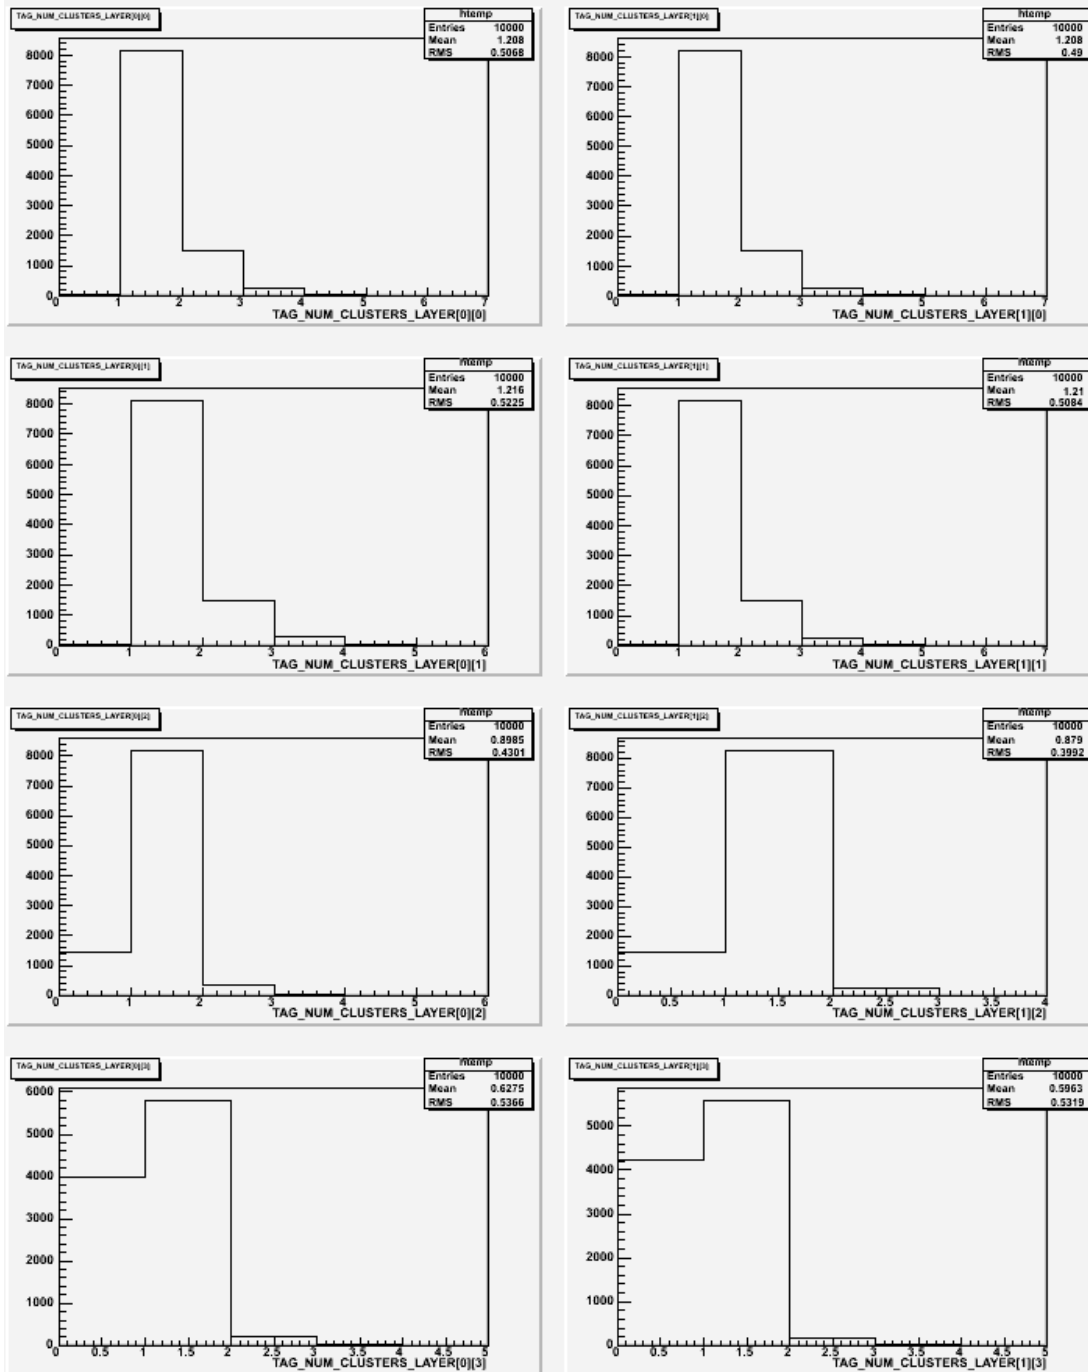 TAG_NUM_CLUSTERS_LAYER[0][0]
htemp
Entries 10000
Mean 1.208
RMS 0.5068
8000
7000
6000
5000
4000
3000
2000
1000
0
0 1 2 3 4 5 6 7
TAG_NUM_CLUSTERS_LAYER[0][0]
TAG_NUM_CLUSTERS_LAYER[1][0]
htemp
Entries 10000
Mean 1.208
RMS 0.49
8000
7000
6000
5000
4000
3000
2000
1000
0
0 1 2 3 4 5 6 7
TAG_NUM_CLUSTERS_LAYER[1][0]
TAG_NUM_CLUSTERS_LAYER[0][1]
htemp
Entries 10000
Mean 1.216
RMS 0.5225
8000
7000
6000
5000
4000
3000
2000
1000
0
0 1 2 3 4 5 6
TAG_NUM_CLUSTERS_LAYER[0][1]
TAG_NUM_CLUSTERS_LAYER[1][1]
htemp
Entries 10000
Mean 1.21
RMS 0.5084
8000
7000
6000
5000
4000
3000
2000
1000
0
0 1 2 3 4 5 6 7
TAG_NUM_CLUSTERS_LAYER[1][1]
TAG_NUM_CLUSTERS_LAYER[0][2]
htemp
Entries 10000
Mean 0.8985
RMS 0.4301
8000
7000
6000
5000
4000
3000
2000
1000
0
0 1 2 3 4 5 6
TAG_NUM_CLUSTERS_LAYER[0][2]
TAG_NUM_CLUSTERS_LAYER[1][2]
htemp
Entries 10000
Mean 0.879
RMS 0.3992
8000
7000
6000
5000
4000
3000
2000
1000
0
0 0.5 1 1.5 2 2.5 3 3.5 4
TAG_NUM_CLUSTERS_LAYER[1][2]
TAG_NUM_CLUSTERS_LAYER[0][3]
htemp
Entries 10000
Mean 0.6275
RMS 0.5366
6000
5000
4000
3000
2000
1000
0
0 0.5 1 1.5 2 2.5 3 3.5 4 4.5 5
TAG_NUM_CLUSTERS_LAYER[0][3]
TAG_NUM_CLUSTERS_LAYER[1][3]
htemp
Entries 10000
Mean 0.5963
RMS 0.5319
5000
4000
3000
2000
1000
0
0 0.5 1 1.5 2 2.5 3 3.5 4 4.5 5
TAG_NUM_CLUSTERS_LAYER[1][3]